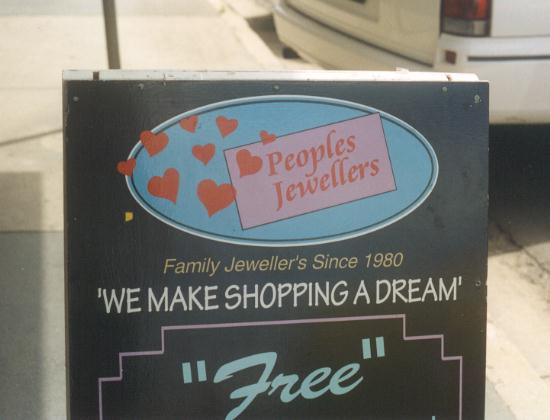 Peoples
Jewellers
Family Jeweller's Since 1980
'WE MAKE SHOPPING A DREAM'
"Free"